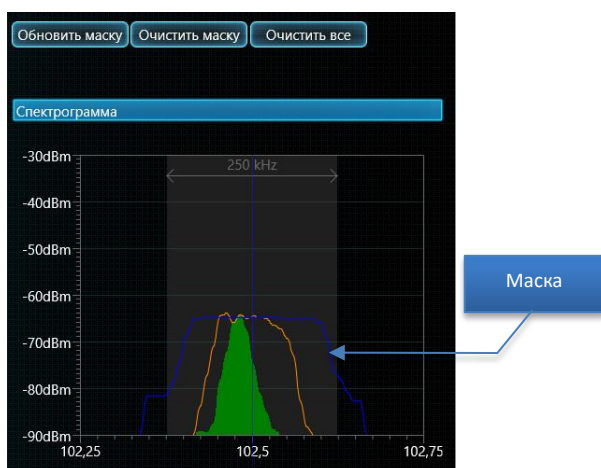 Обновить маску Очистить маску Очистить все
Спектрограмма
-30dBm
250 kHz
-40dBm
-50dBm
-60dBm
Маска
-70dBm
-80dBm
-90dBm
102,25 102,5 102,75